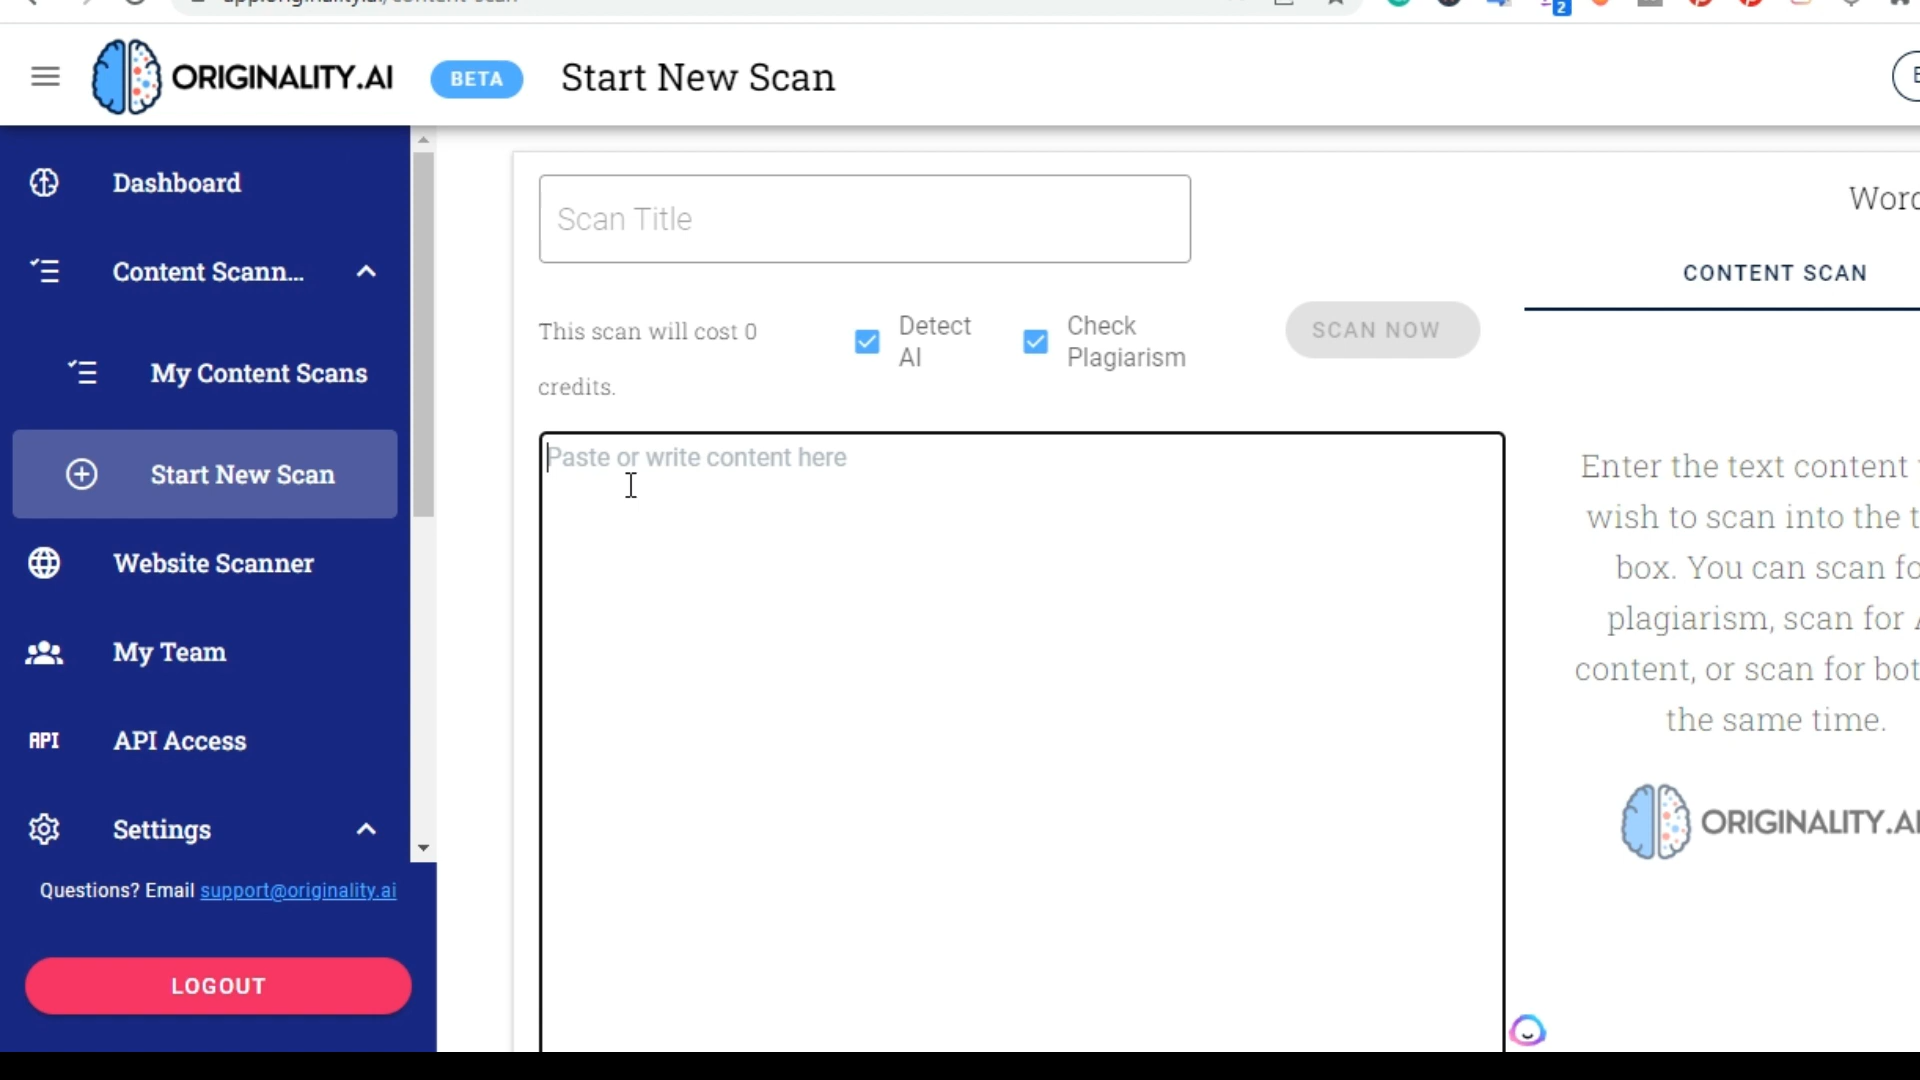 ORIGINALITY.AI
BETA
Start New Scan
2
Dashboard
Content Scann...
My Content Scans
Start New Scan
Website Scanner
My Team
API API Access
Settings
Questions? Email support@originality.ai
LOGOUT
Scan Title
This scan will cost 0
credits.
Detect
AI
Check
Plagiarism
SCAN NOW
Paste or write content here
CONTENT SCAN
Enter the text content
wish to scan into the
box. You can scan
plagiarism, scan for
content, or scan for
the same time.
ORIGINALITY.AI